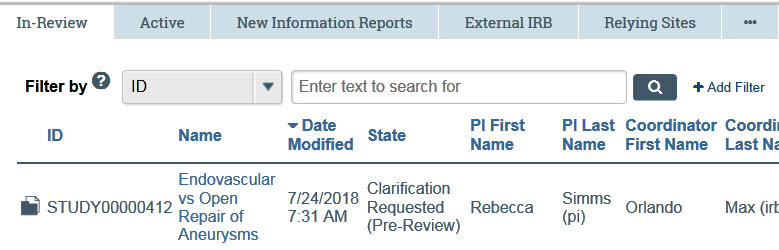 In-Review Active New Information Reports External IRB Relying Sites •••
Filter by ? ID Enter text to search for + Add Filter
ID Name Date Modified State PI First Name PI Last Name Coordinator First Name Coordi Last Na
STUDY00000412 Endovascular vs Open Repair of Aneurysms 7/24/2018 7:31 AM Clarification Requested (Pre-Review) Rebecca Simms (pi) Orlando Max (irb